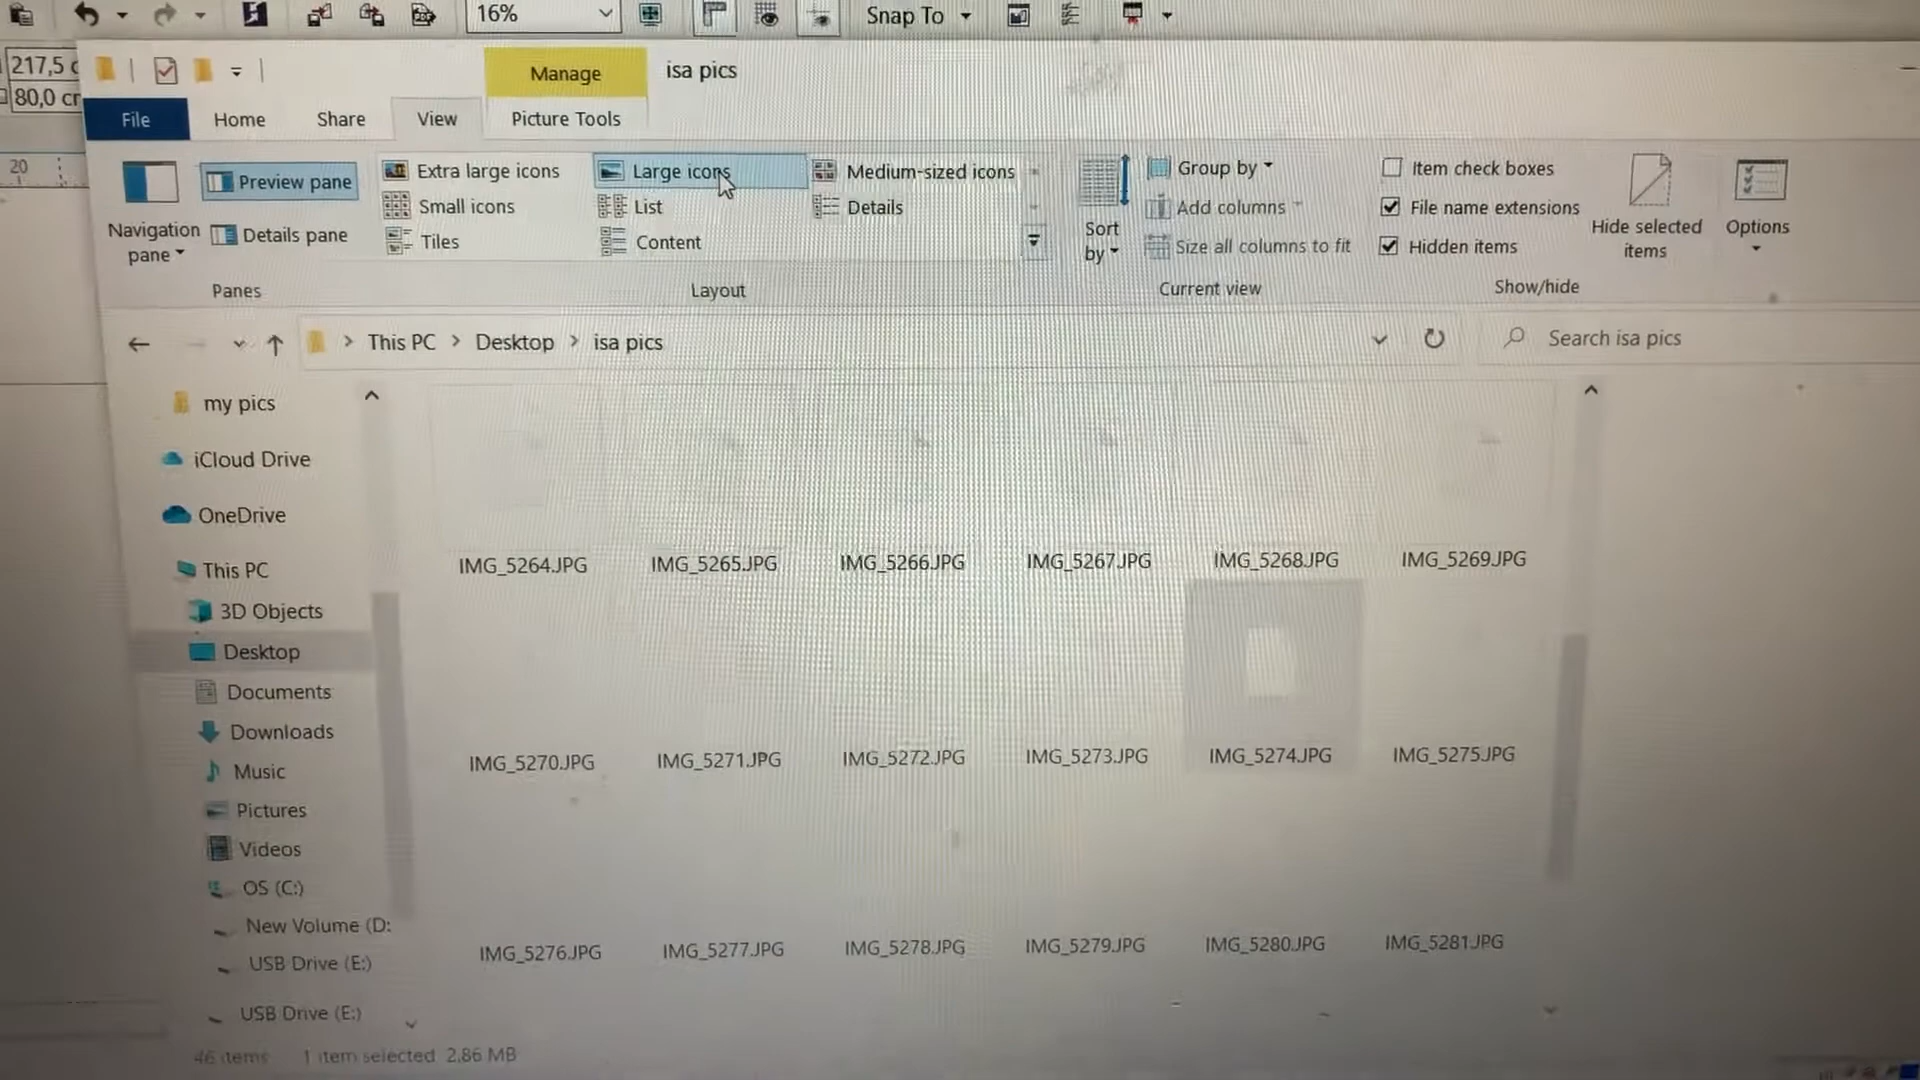 16%
Snap To
217,5 c
80,0 cr
20
Manage
isa pics
File
Home
Share
View
Picture Tools
Navigation pane
Preview pane
Details pane
Panes
Extra large icons
Large icons
Medium-sized icons
Small icons
List
Details
Tiles
Content
Layout
Sort by
Group by
Add columns
Size all columns to fit
Current view
Item check boxes
File name extensions
Hidden items
Hide selected items
Options
Show/hide
This PC > Desktop > isa pics
Search isa pics
my pics
iCloud Drive
OneDrive
This PC
3D Objects
Desktop
Documents
Downloads
Music
Pictures
Videos
OS (C:)
New Volume (D:
USB Drive (E:)
USB Drive (E:)
IMG_5264.JPG
IMG_5265.JPG
IMG_5266.JPG
IMG_5267.JPG
IMG_5268.JPG
IMG_5269.JPG
IMG_5270.JPG
IMG_5271.JPG
IMG_5272.JPG
IMG_5273.JPG
IMG_5274.JPG
IMG_5275.JPG
IMG_5276.JPG
IMG_5277.JPG
IMG_5278.JPG
IMG_5279.JPG
IMG_5280.JPG
IMG_5281.JPG
46 items 1 item selected 2,86 MB